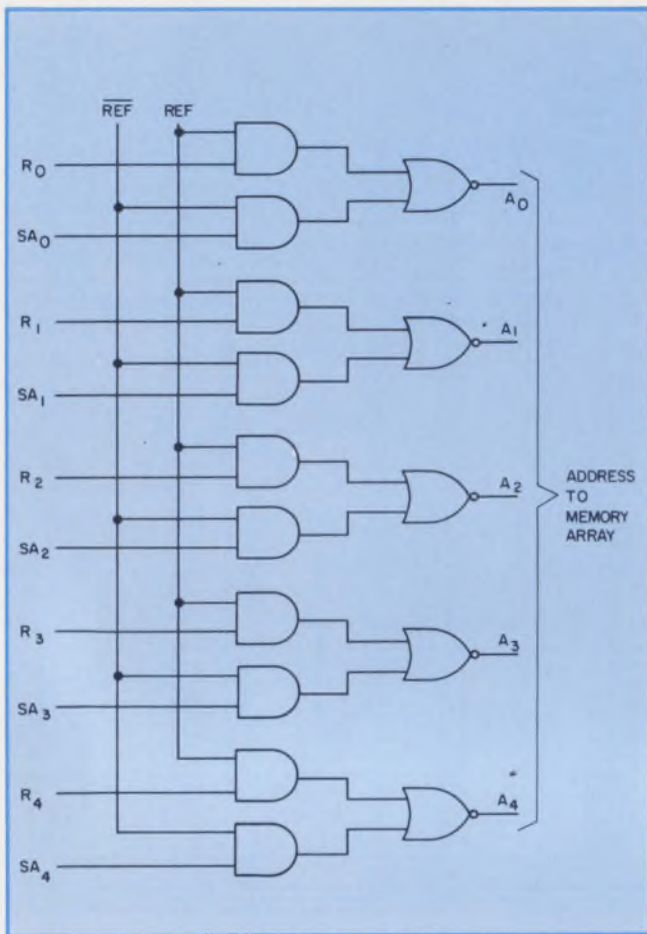 R̅E̅F̅ REF
R₀
SA₀
A₀
R₁
SA₁
A₁
R₂
SA₂
A₂
R₃
SA₃
A₃
R₄
SA₄
A₄
ADDRESS
TO
MEMORY
ARRAY